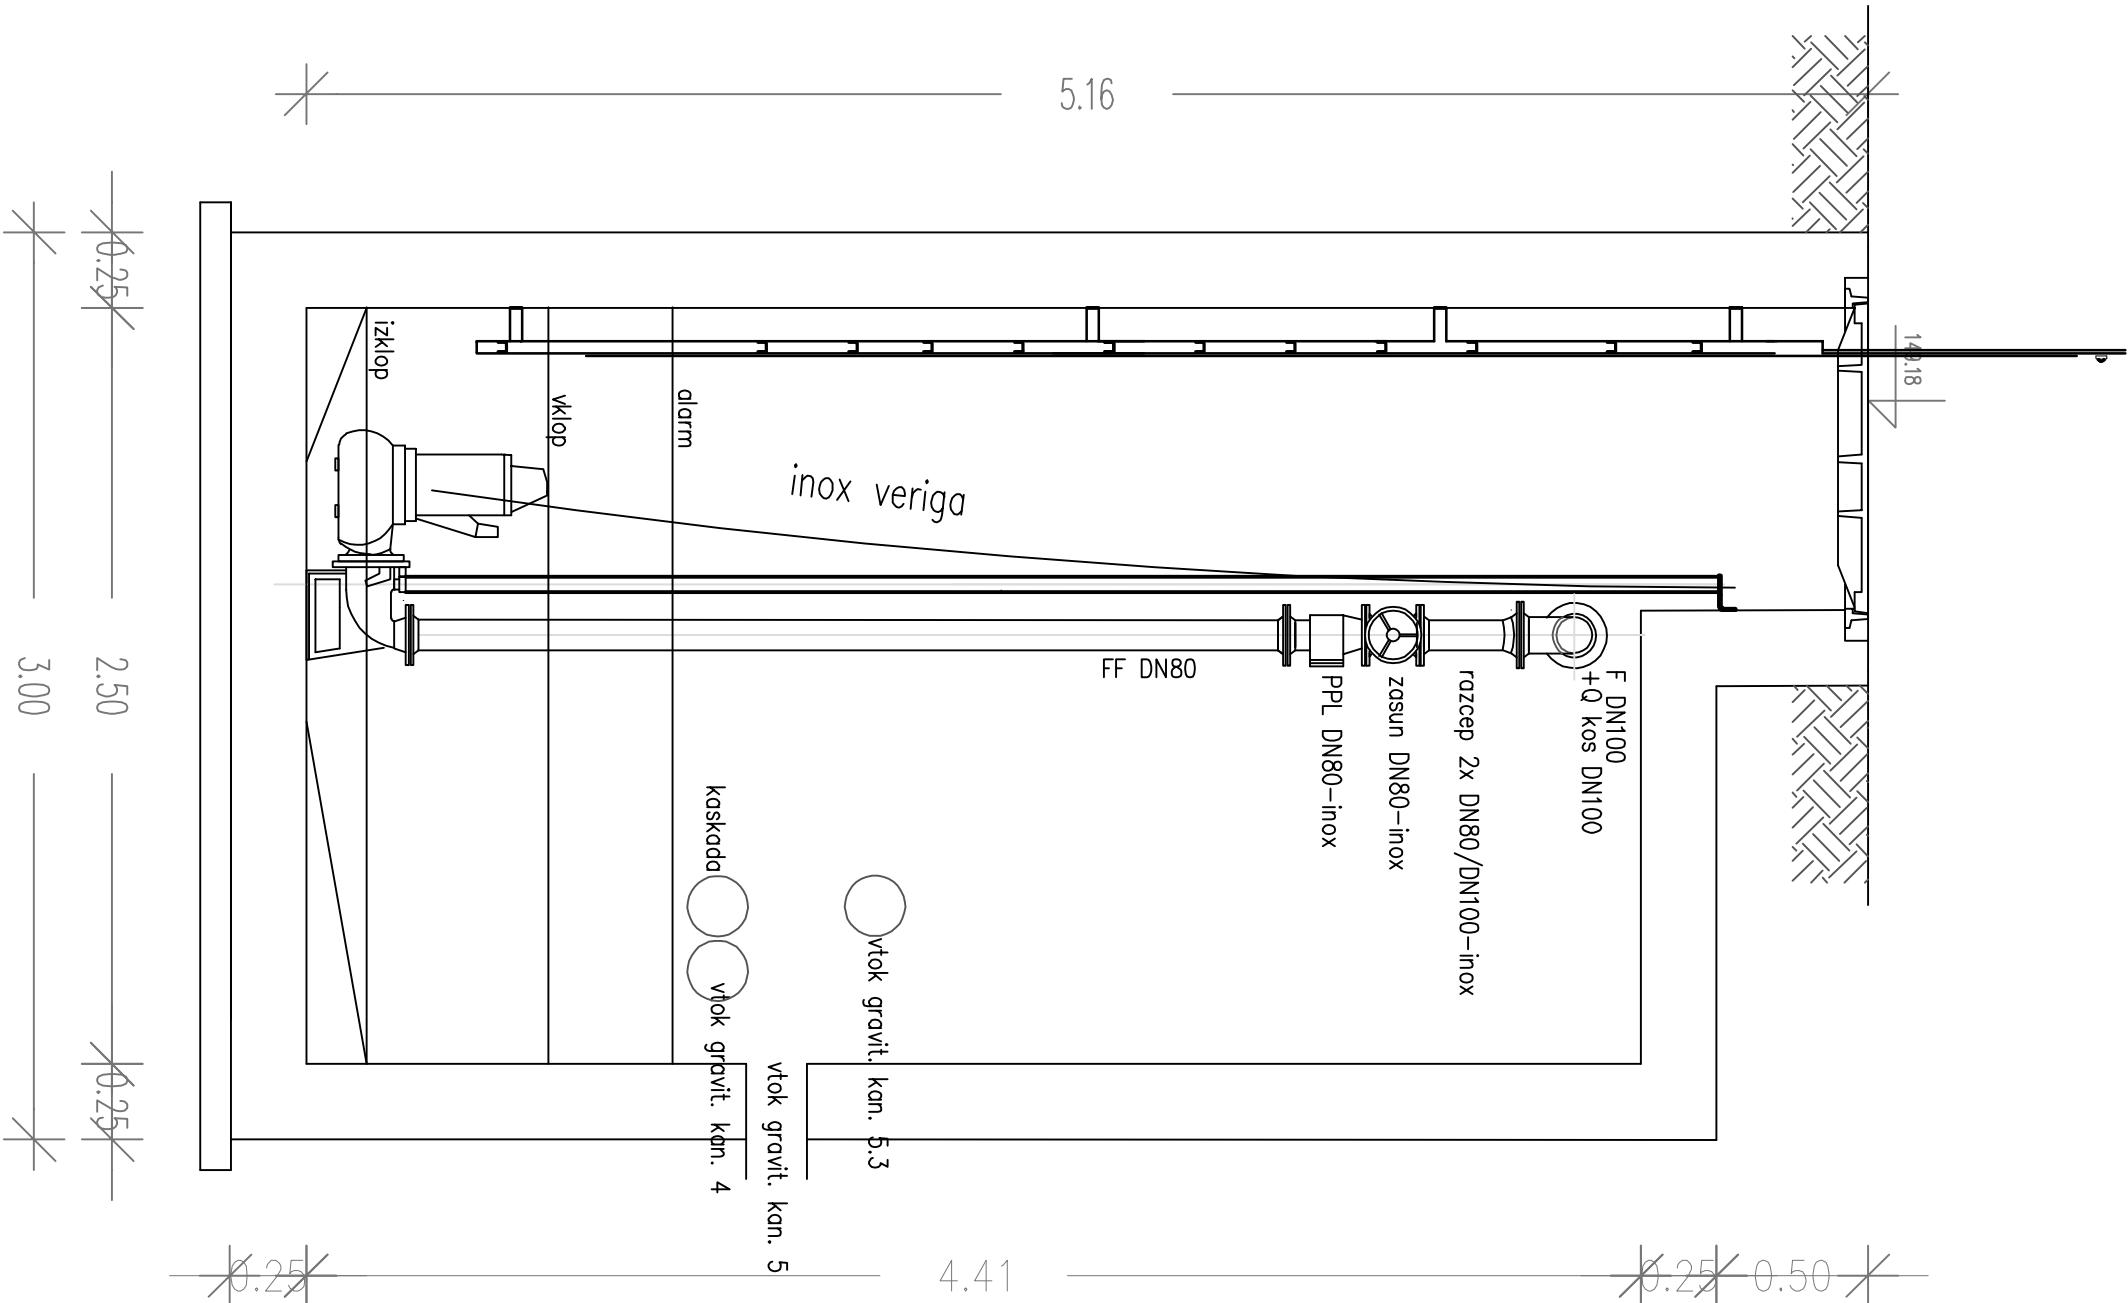 5.16
0.25
149.18
izklop
vklop
alarm
inox veriga
FF DN80
3.00
2.50
PPL DN80-inox
zasun DN80-inox
razcep 2x DN80/DN100-inox
F DN100
+Q kos DN100
kaskada
vtok gravit. kan. 5.3
vtok gravit. kan. 4
vtok gravit. kan. 5
0.25
0.25
4.41
0.25
0.50